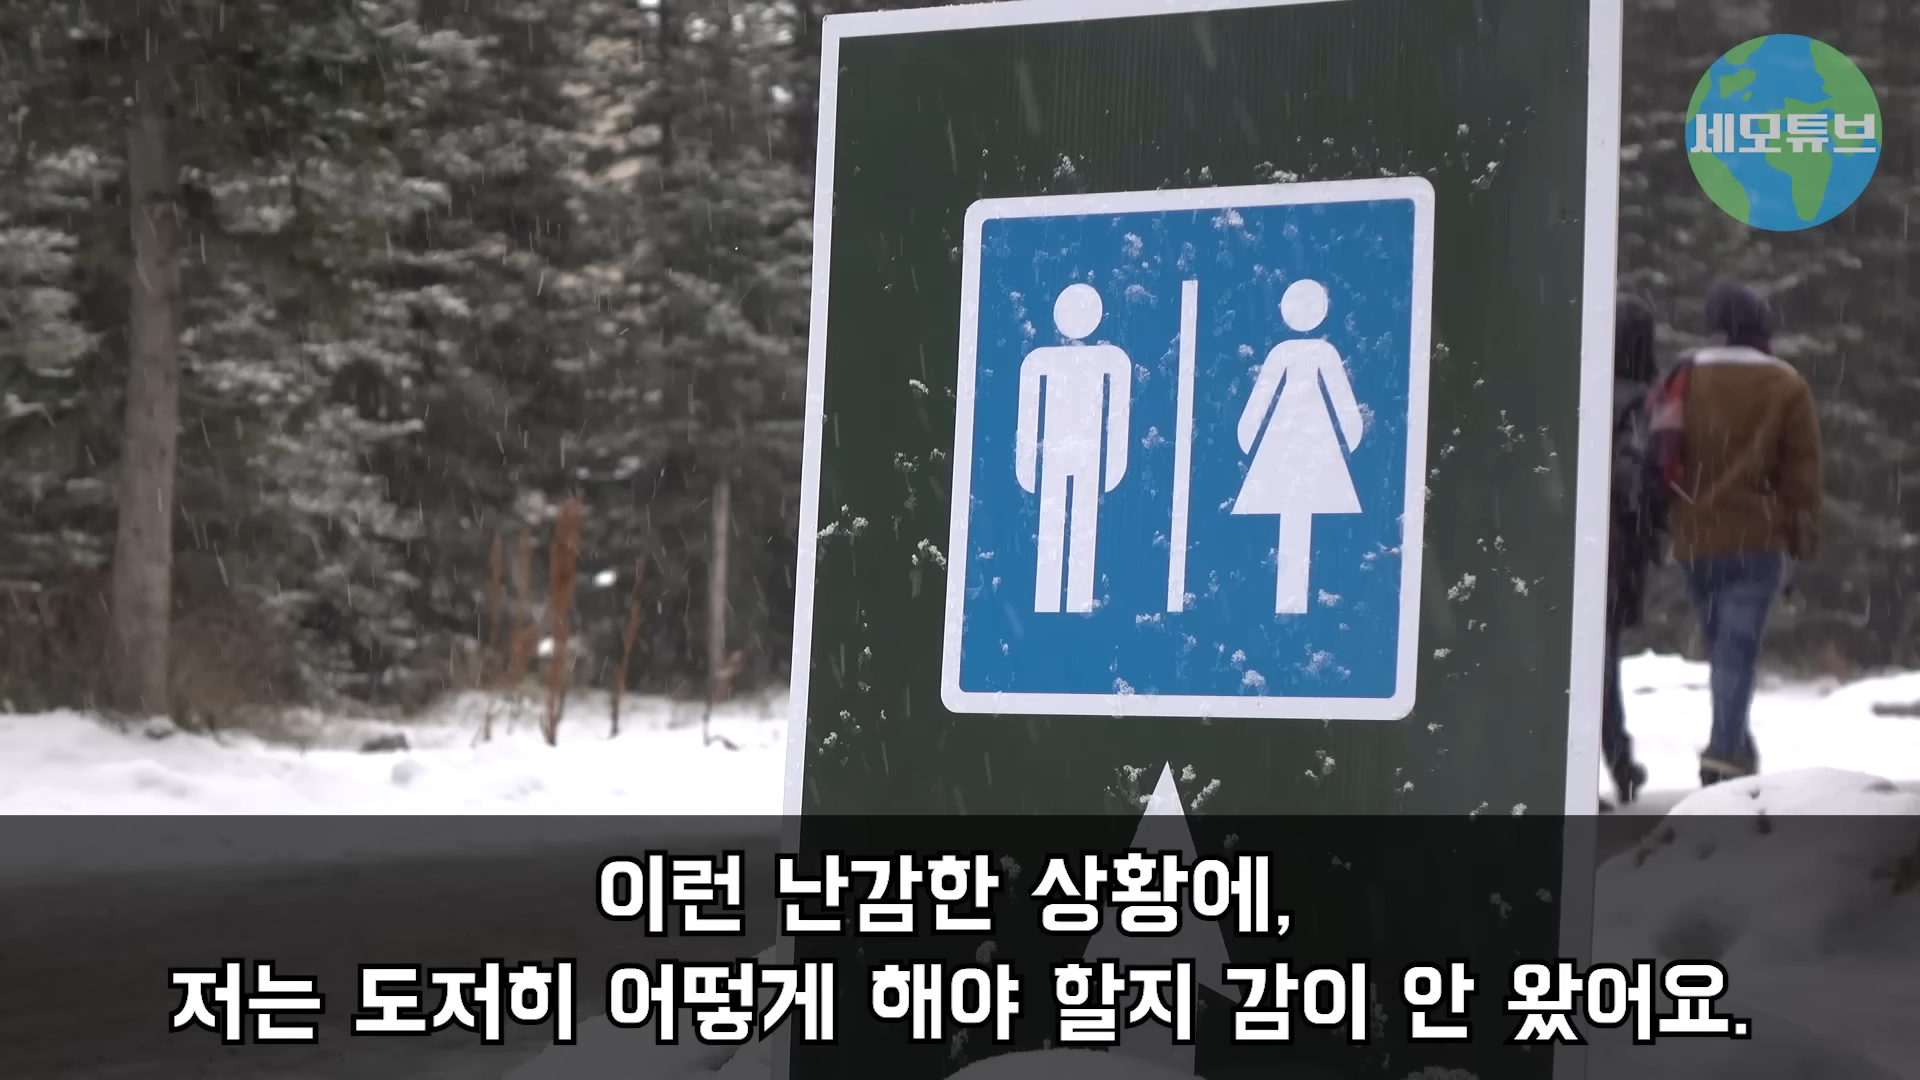 세모튜브
이런 난감한 상황에,
저는 도저히 어떻게 해야 할지 감이 안 왔어요.